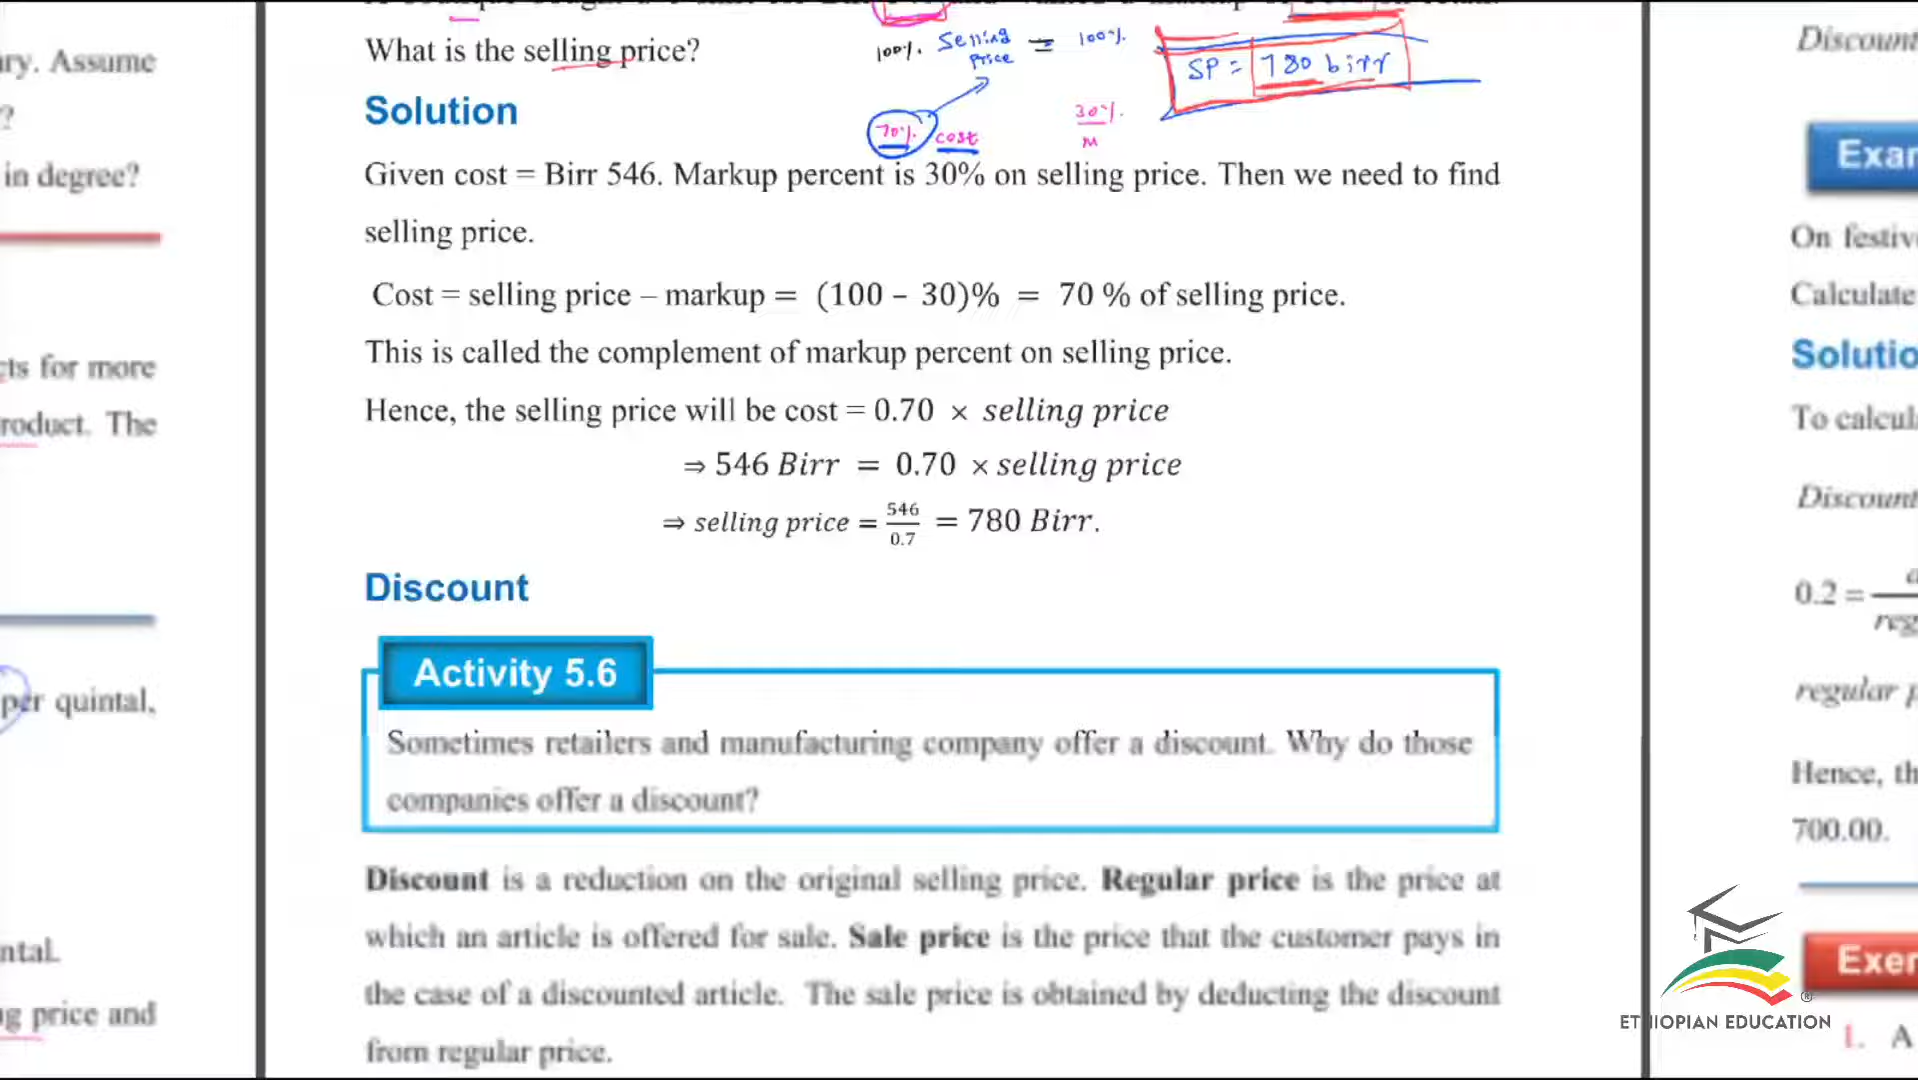 What is the selling price?
100%. Selling Price = 100%.
SP = 780 birr
70%. cost
30%.
M
Solution
Given cost = Birr 546. Markup percent is 30% on selling price. Then we need to find
selling price.
Cost = selling price – markup = (100 − 30)% = 70 % of selling price.
This is called the complement of markup percent on selling price.
Hence, the selling price will be cost = 0.70 × selling price
⇒ 546 Birr = 0.70 × selling price
⇒ selling price = 546/0.7 = 780 Birr.
Discount
Activity 5.6
Sometimes retailers and manufacturing company offer a discount. Why do those
companies offer a discount?
Discount is a reduction on the original selling price. Regular price is the price at
which an article is offered for sale. Sale price is the price that the customer pays in
the case of a discounted article. The sale price is obtained by deducting the discount
from regular price.
ary. Assume
?
in degree?
cts for more
roduct. The
per quintal,
ntal.
ng price and
Discount
Exam
On festiv
Calculate
Solutio
To calcul
Discount
0.2 =
reg
regular p
Hence, th
700.00.
Exer
1. A
ETHIOPIAN EDUCATION